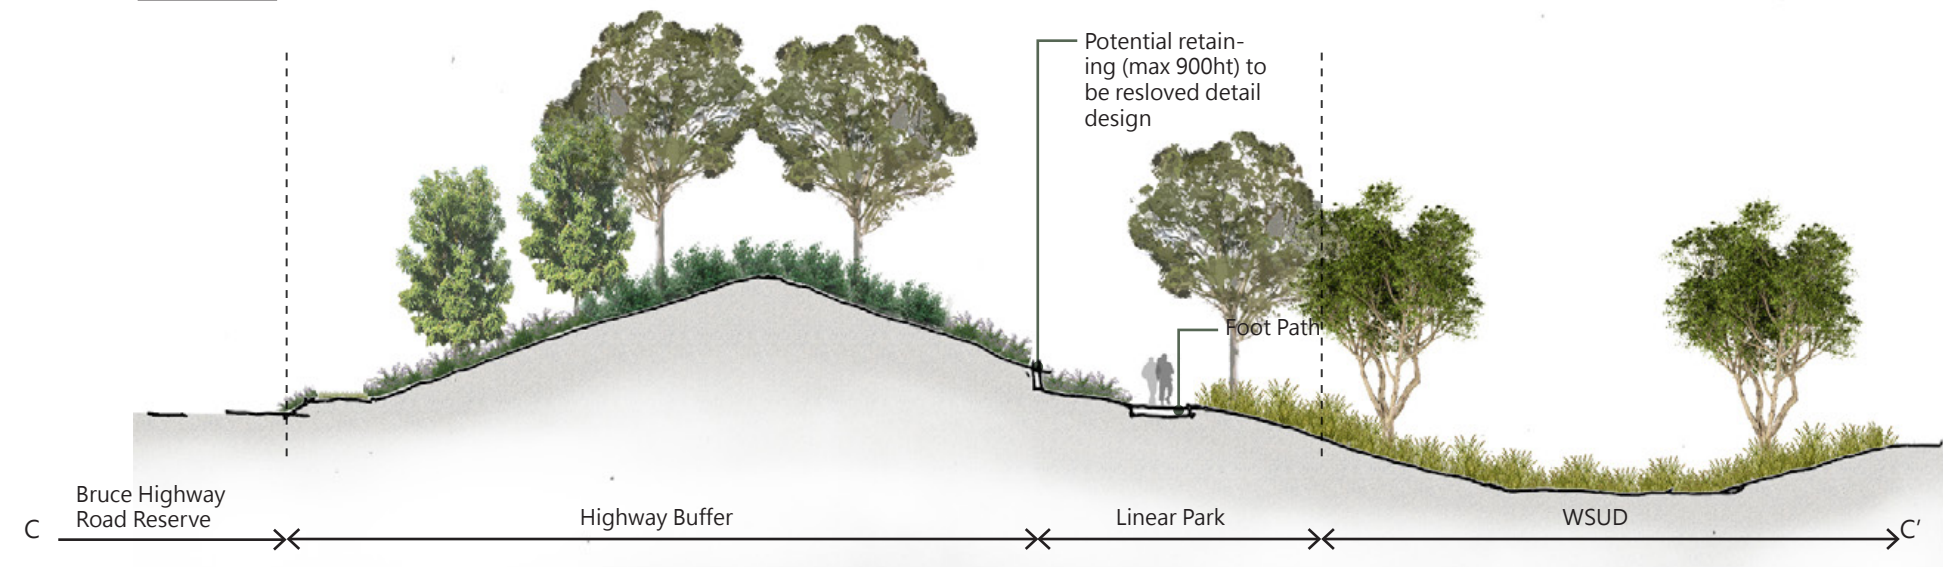 Potential retain-
ing (max 900ht) to
be resloved detail
design
Foot Path
Bruce Highway
Road Reserve
Highway Buffer
Linear Park
WSUD
C
C'